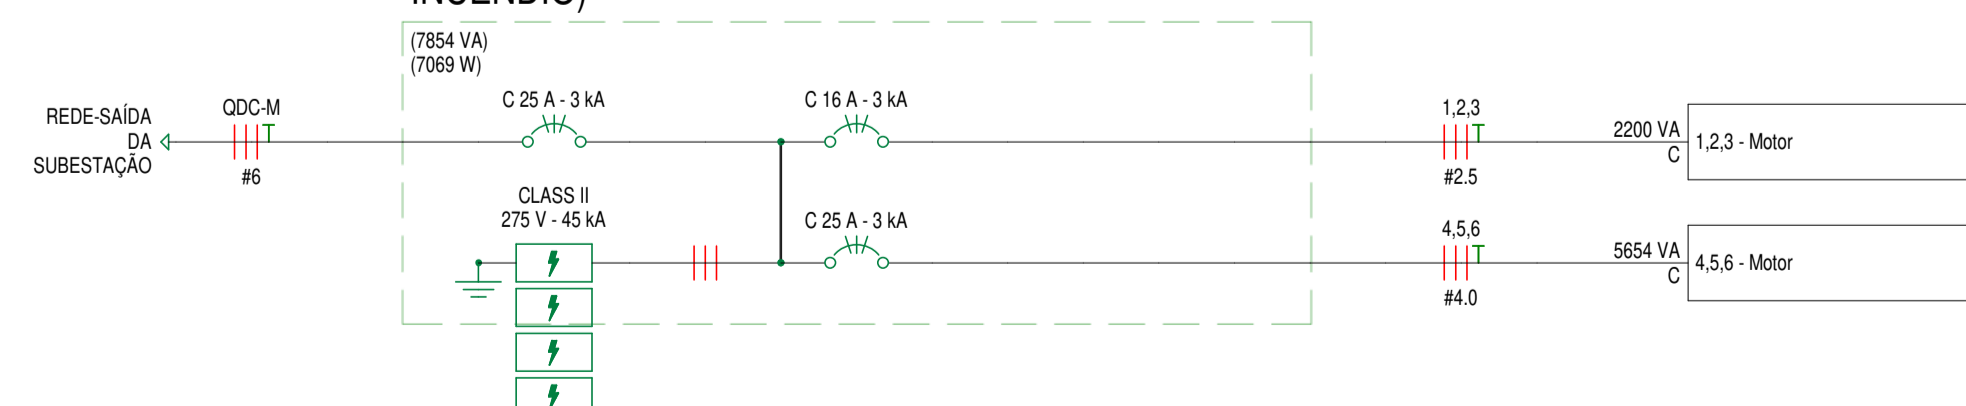 INCÊNDIO)
(7854 VA)
(7069 W)
REDE-SAÍDA
DA
SUBESTAÇÃO
QDC-M
#6
C 25 A - 3 kA
C 16 A - 3 kA
1,2,3
#2.5
2200 VA
C
1,2,3 - Motor
CLASS II
275 V - 45 kA
C 25 A - 3 kA
4,5,6
#4.0
5654 VA
C
4,5,6 - Motor